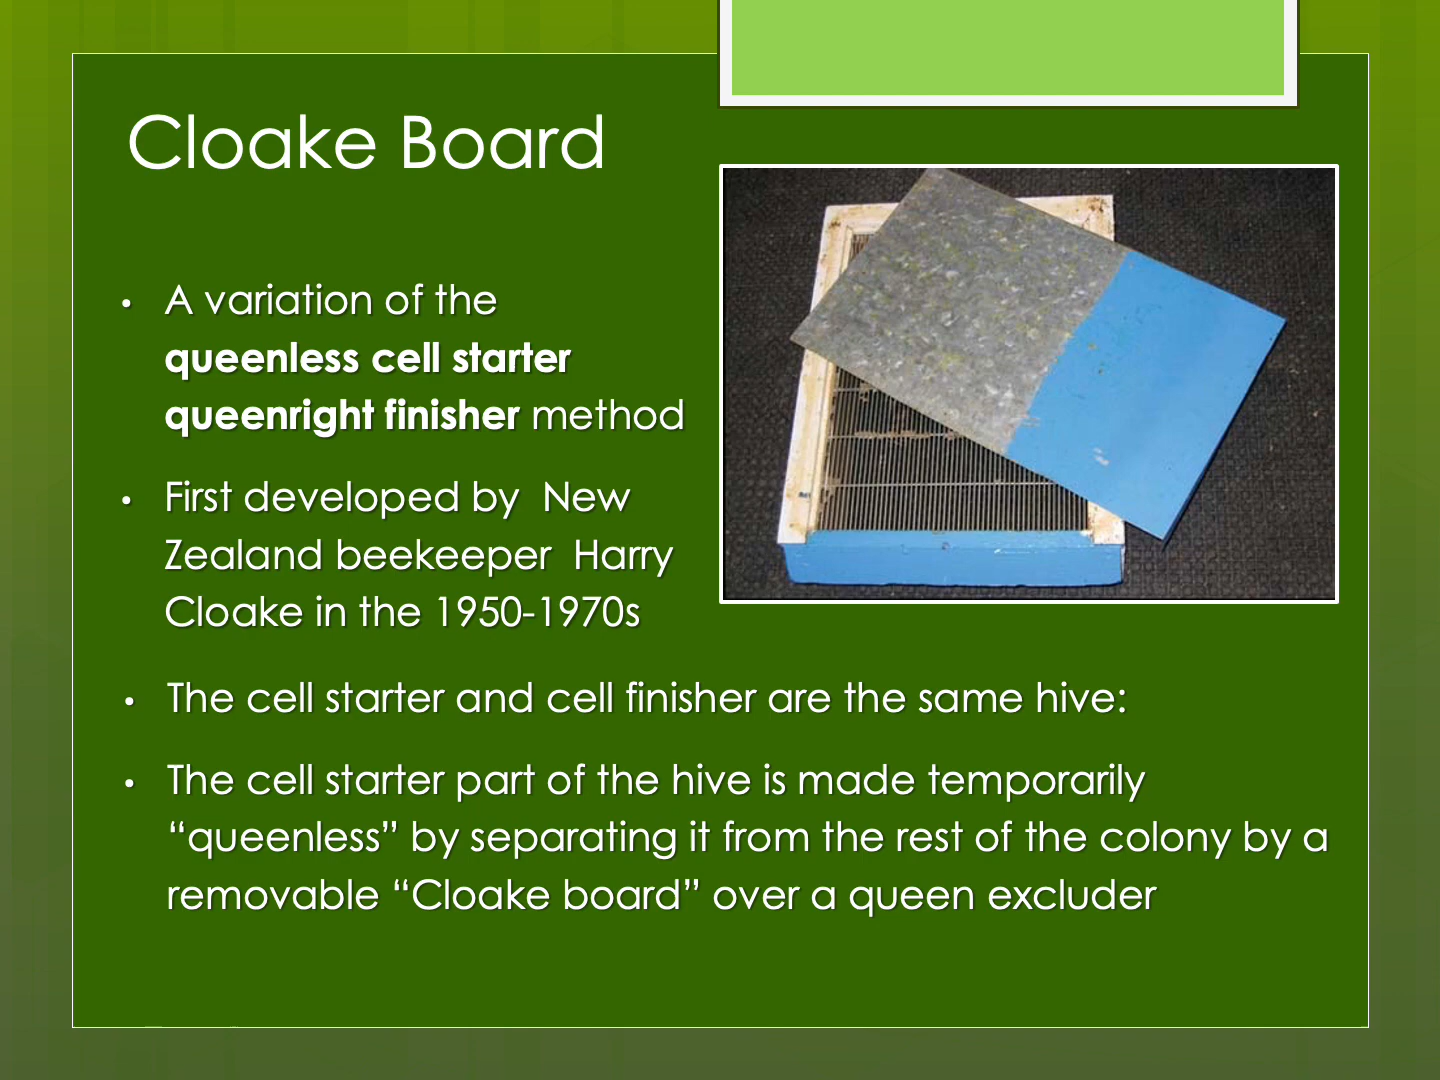 Cloake Board
• A variation of the
queenless cell starter
queenright finisher method
• First developed by  New
Zealand beekeeper  Harry
Cloake in the 1950-1970s
• The cell starter and cell finisher are the same hive:
• The cell starter part of the hive is made temporarily
“queenless” by separating it from the rest of the colony by a
removable “Cloake board” over a queen excluder